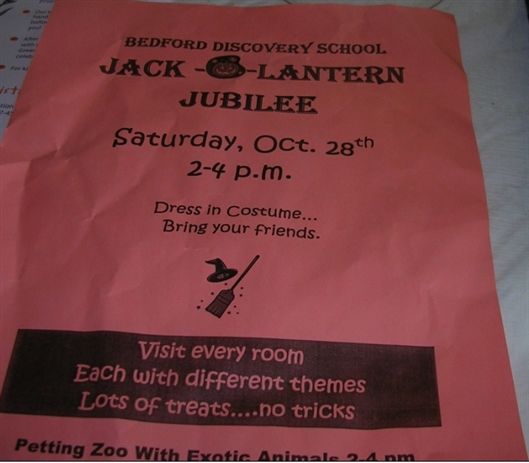 BEDFORD DISCOVERY SCHOOL
JACK-O-LANTERN
JUBILEE
Saturday, Oct. 28th
2-4 p.m.
Dress in Costume...
Bring your friends.
Visit every room
Each with different themes
Lots of treats....no tricks
Petting Zoo With Exotic Animals 2-4 pm